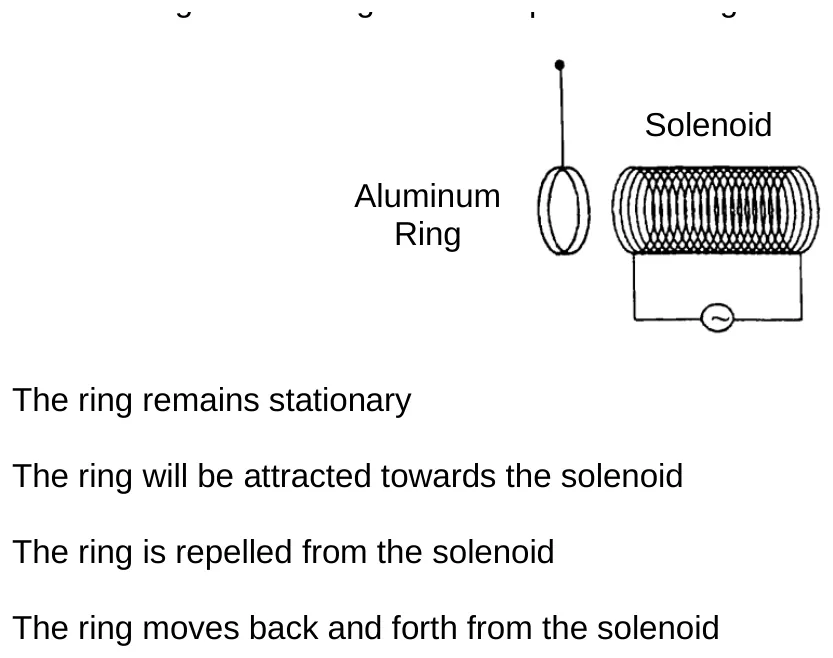 Solenoid
Aluminum
Ring
The ring remains stationary
The ring will be attracted towards the solenoid
The ring is repelled from the solenoid
The ring moves back and forth from the solenoid